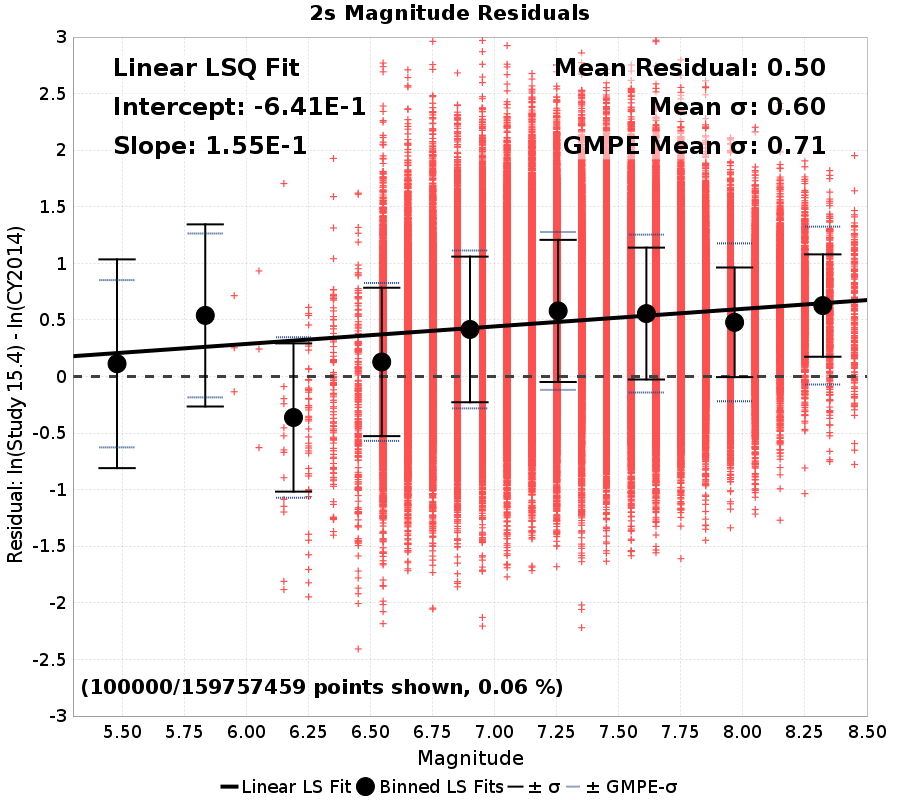 2s Magnitude Residuals
Linear LSQ Fit
Intercept: -6.41E-1
Slope: 1.55E-1
Mean Residual: 0.50
Mean σ: 0.60
GMPE Mean σ: 0.71
Residual: ln(Study 15.4) - ln(CY2014)
3
2.5
2
1.5
1
0.5
0
-0.5
-1
-1.5
-2
-2.5
-3
(100000/159757459 points shown, 0.06 %)
5.50 5.75 6.00 6.25 6.50 6.75 7.00 7.25 7.50 7.75 8.00 8.25 8.50
Magnitude
Linear LS Fit Binned LS Fits ± σ ± GMPE-σ